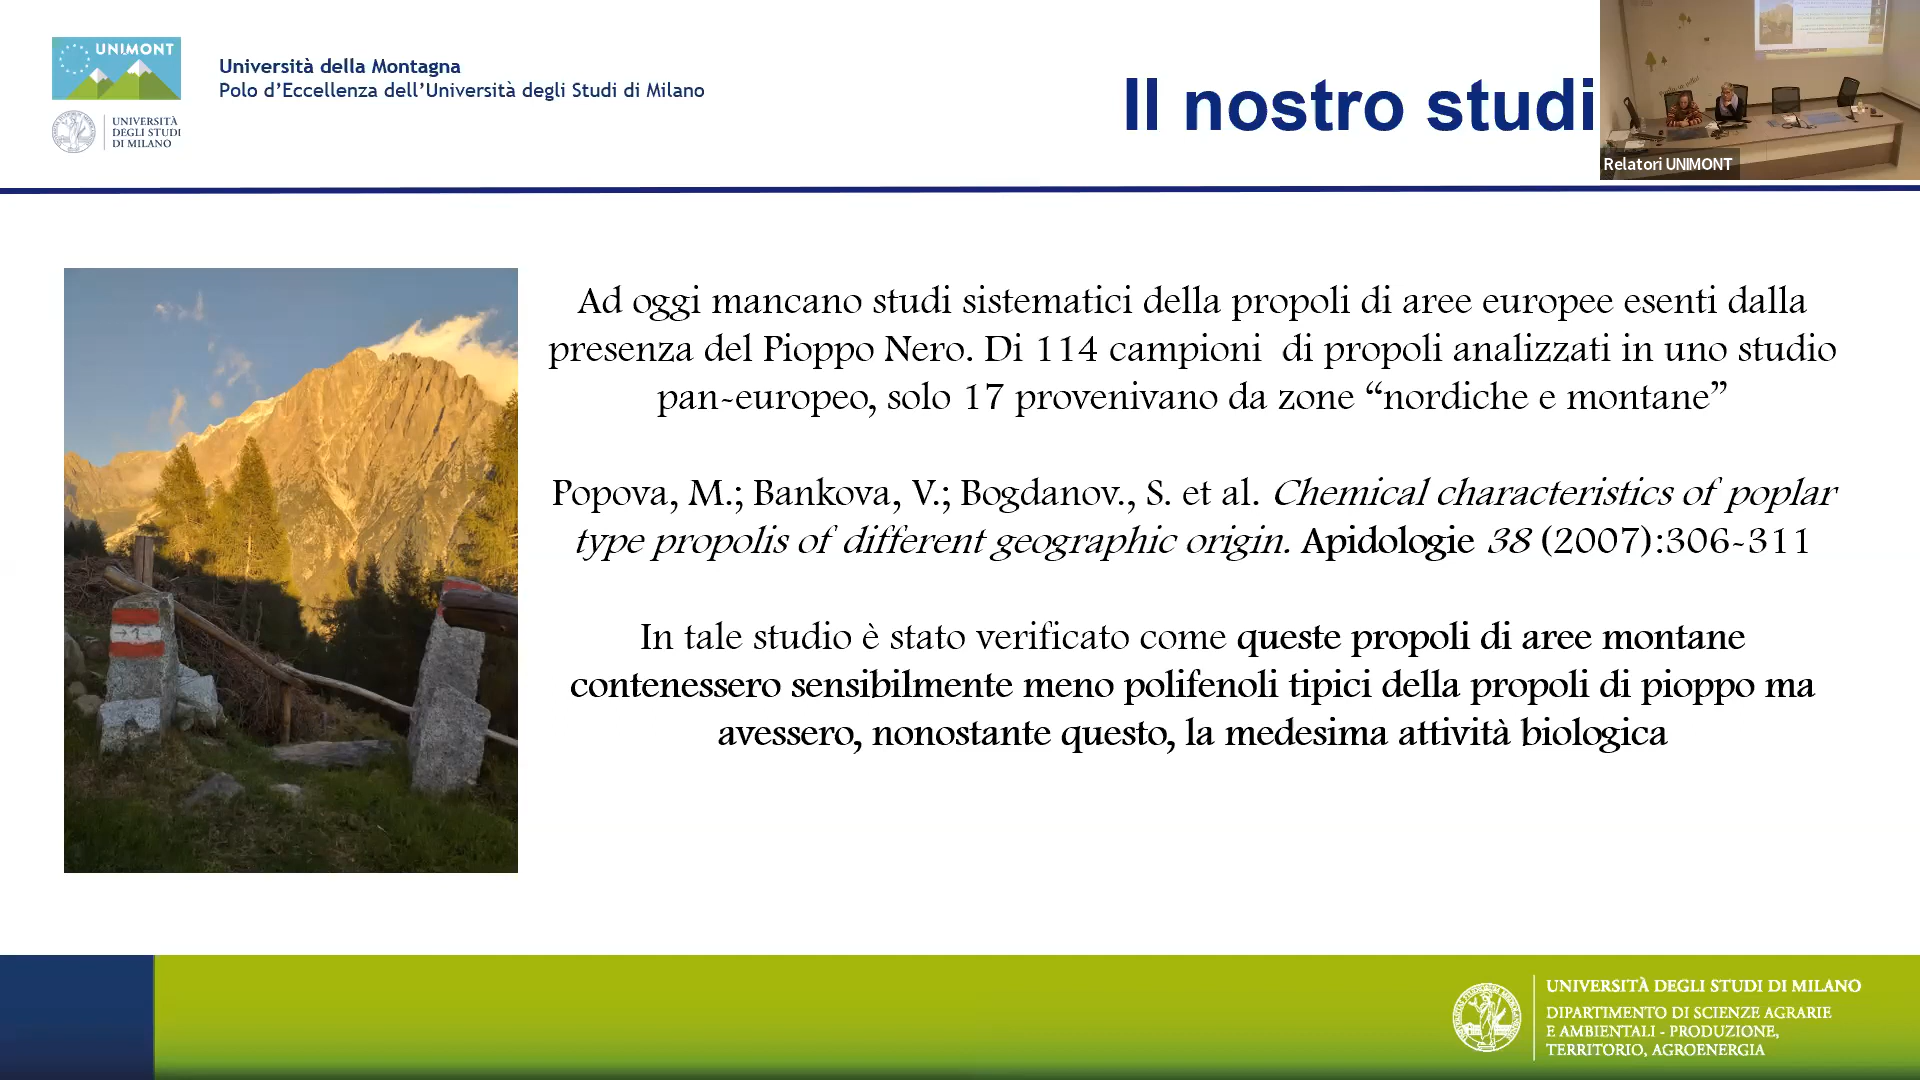 UNIMONT
UNIVERSITÀ
DEGLI STUDI
DI MILANO
Università della Montagna
Polo d'Eccellenza dell'Università degli Studi di Milano
Il nostro studi
Relatori UNIMONT
Ad oggi mancano studi sistematici della propoli di aree europee esenti dalla
presenza del Pioppo Nero. Di 114 campioni di propoli analizzati in uno studio
pan-europeo, solo 17 provenivano da zone “nordiche e montane”
Popova, M.; Bankova, V.; Bogdanov., S. et al. Chemical characteristics of poplar
type propolis of different geographic origin. Apidologie 38 (2007):306-311
In tale studio è stato verificato come queste propoli di aree montane
contenessero sensibilmente meno polifenoli tipici della propoli di pioppo ma
avessero, nonostante questo, la medesima attività biologica
1
UNIVERSITÀ DEGLI STUDI DI MILANO
DIPARTIMENTO DI SCIENZE AGRARIE
E AMBIENTALI - PRODUZIONE,
TERRITORIO, AGROENERGIA